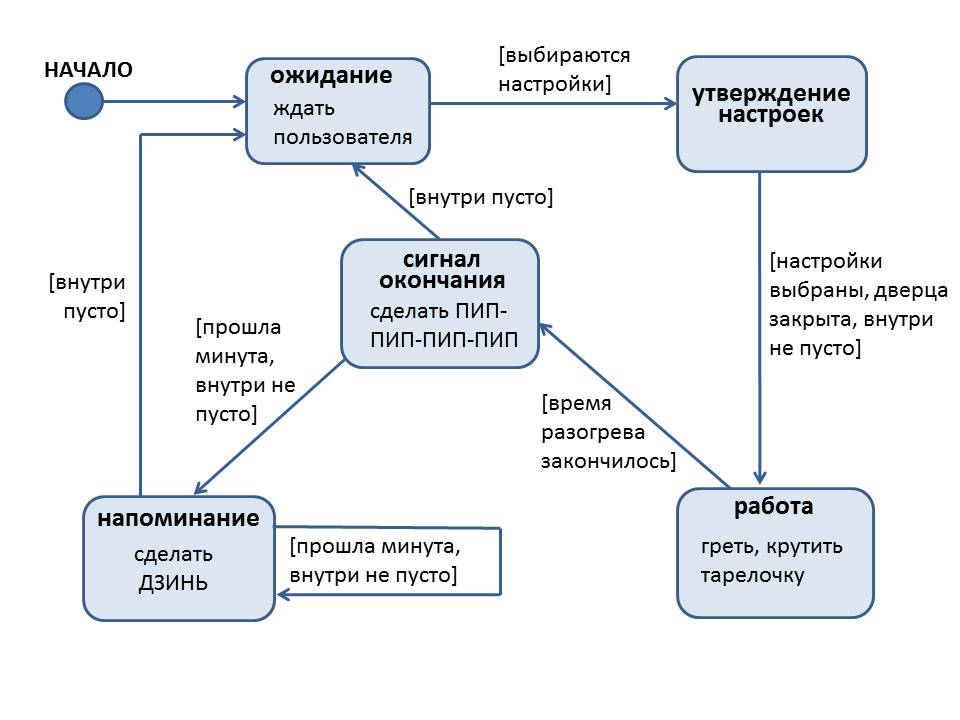 НАЧАЛО
ожидание
ждать
пользователя
[выбираются
настройки]
утверждение
настроек
[внутри пусто]
сигнал
окончания
сделать ПИП-
ПИП-ПИП-ПИП
[настройки
выбраны, дверца
закрыта, внутри
не пусто]
[внутри
пусто]
[прошла
минута,
внутри не
пусто]
[время
разогрева
закончилось]
напоминание
сделать
ДЗИНЬ
[прошла минута,
внутри не пусто]
работа
греть, крутить
тарелочку